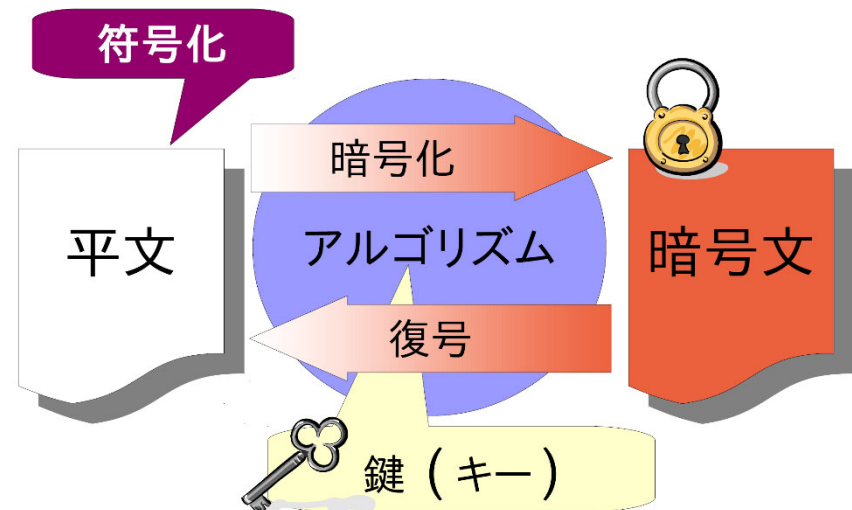 符号化
暗号化
平文
アルゴリズム
暗号文
復号
鍵（キー）